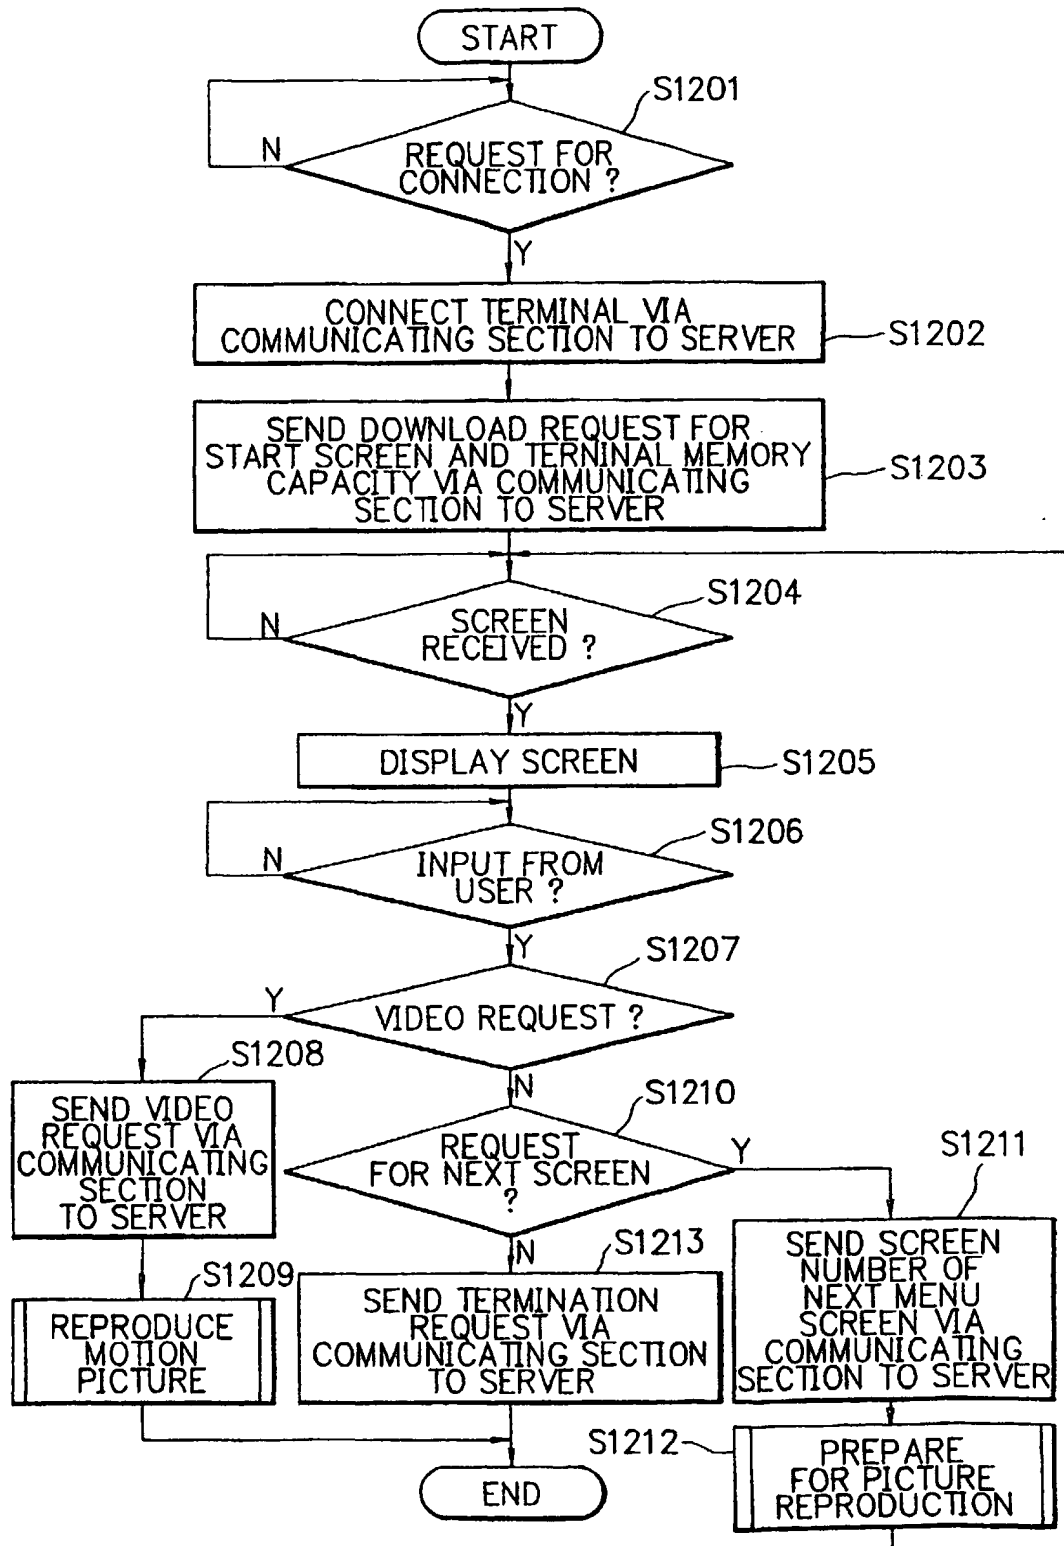 START
S1201
N
REQUEST FOR
CONNECTION ?
Y
CONNECT TERMINAL VIA
COMMUNICATING SECTION TO SERVER
S1202
SEND DOWNLOAD REQUEST FOR
START SCREEN AND TERNINAL MEMORY
CAPACITY VIA COMMUNICATING
SECTION TO SERVER
S1203
S1204
N
SCREEN
RECEIVED ?
Y
DISPLAY SCREEN
S1205
S1206
N
INPUT FROM
USER ?
Y
S1207
Y
VIDEO REQUEST ?
S1208
N
S1210
SEND VIDEO
REQUEST VIA
COMMUNICATING
SECTION
TO SERVER
REQUEST
FOR NEXT SCREEN
?
Y
S1211
N
S1213
SEND SCREEN
NUMBER OF
NEXT MENU
SCREEN VIA
COMMUNICATING
SECTION TO SERVER
S1209
REPRODUCE
MOTION
PICTURE
SEND TERMINATION
REQUEST VIA
COMMUNICATING SECTION
TO SERVER
S1212
PREPARE
FOR PICTURE
REPRODUCTION
END